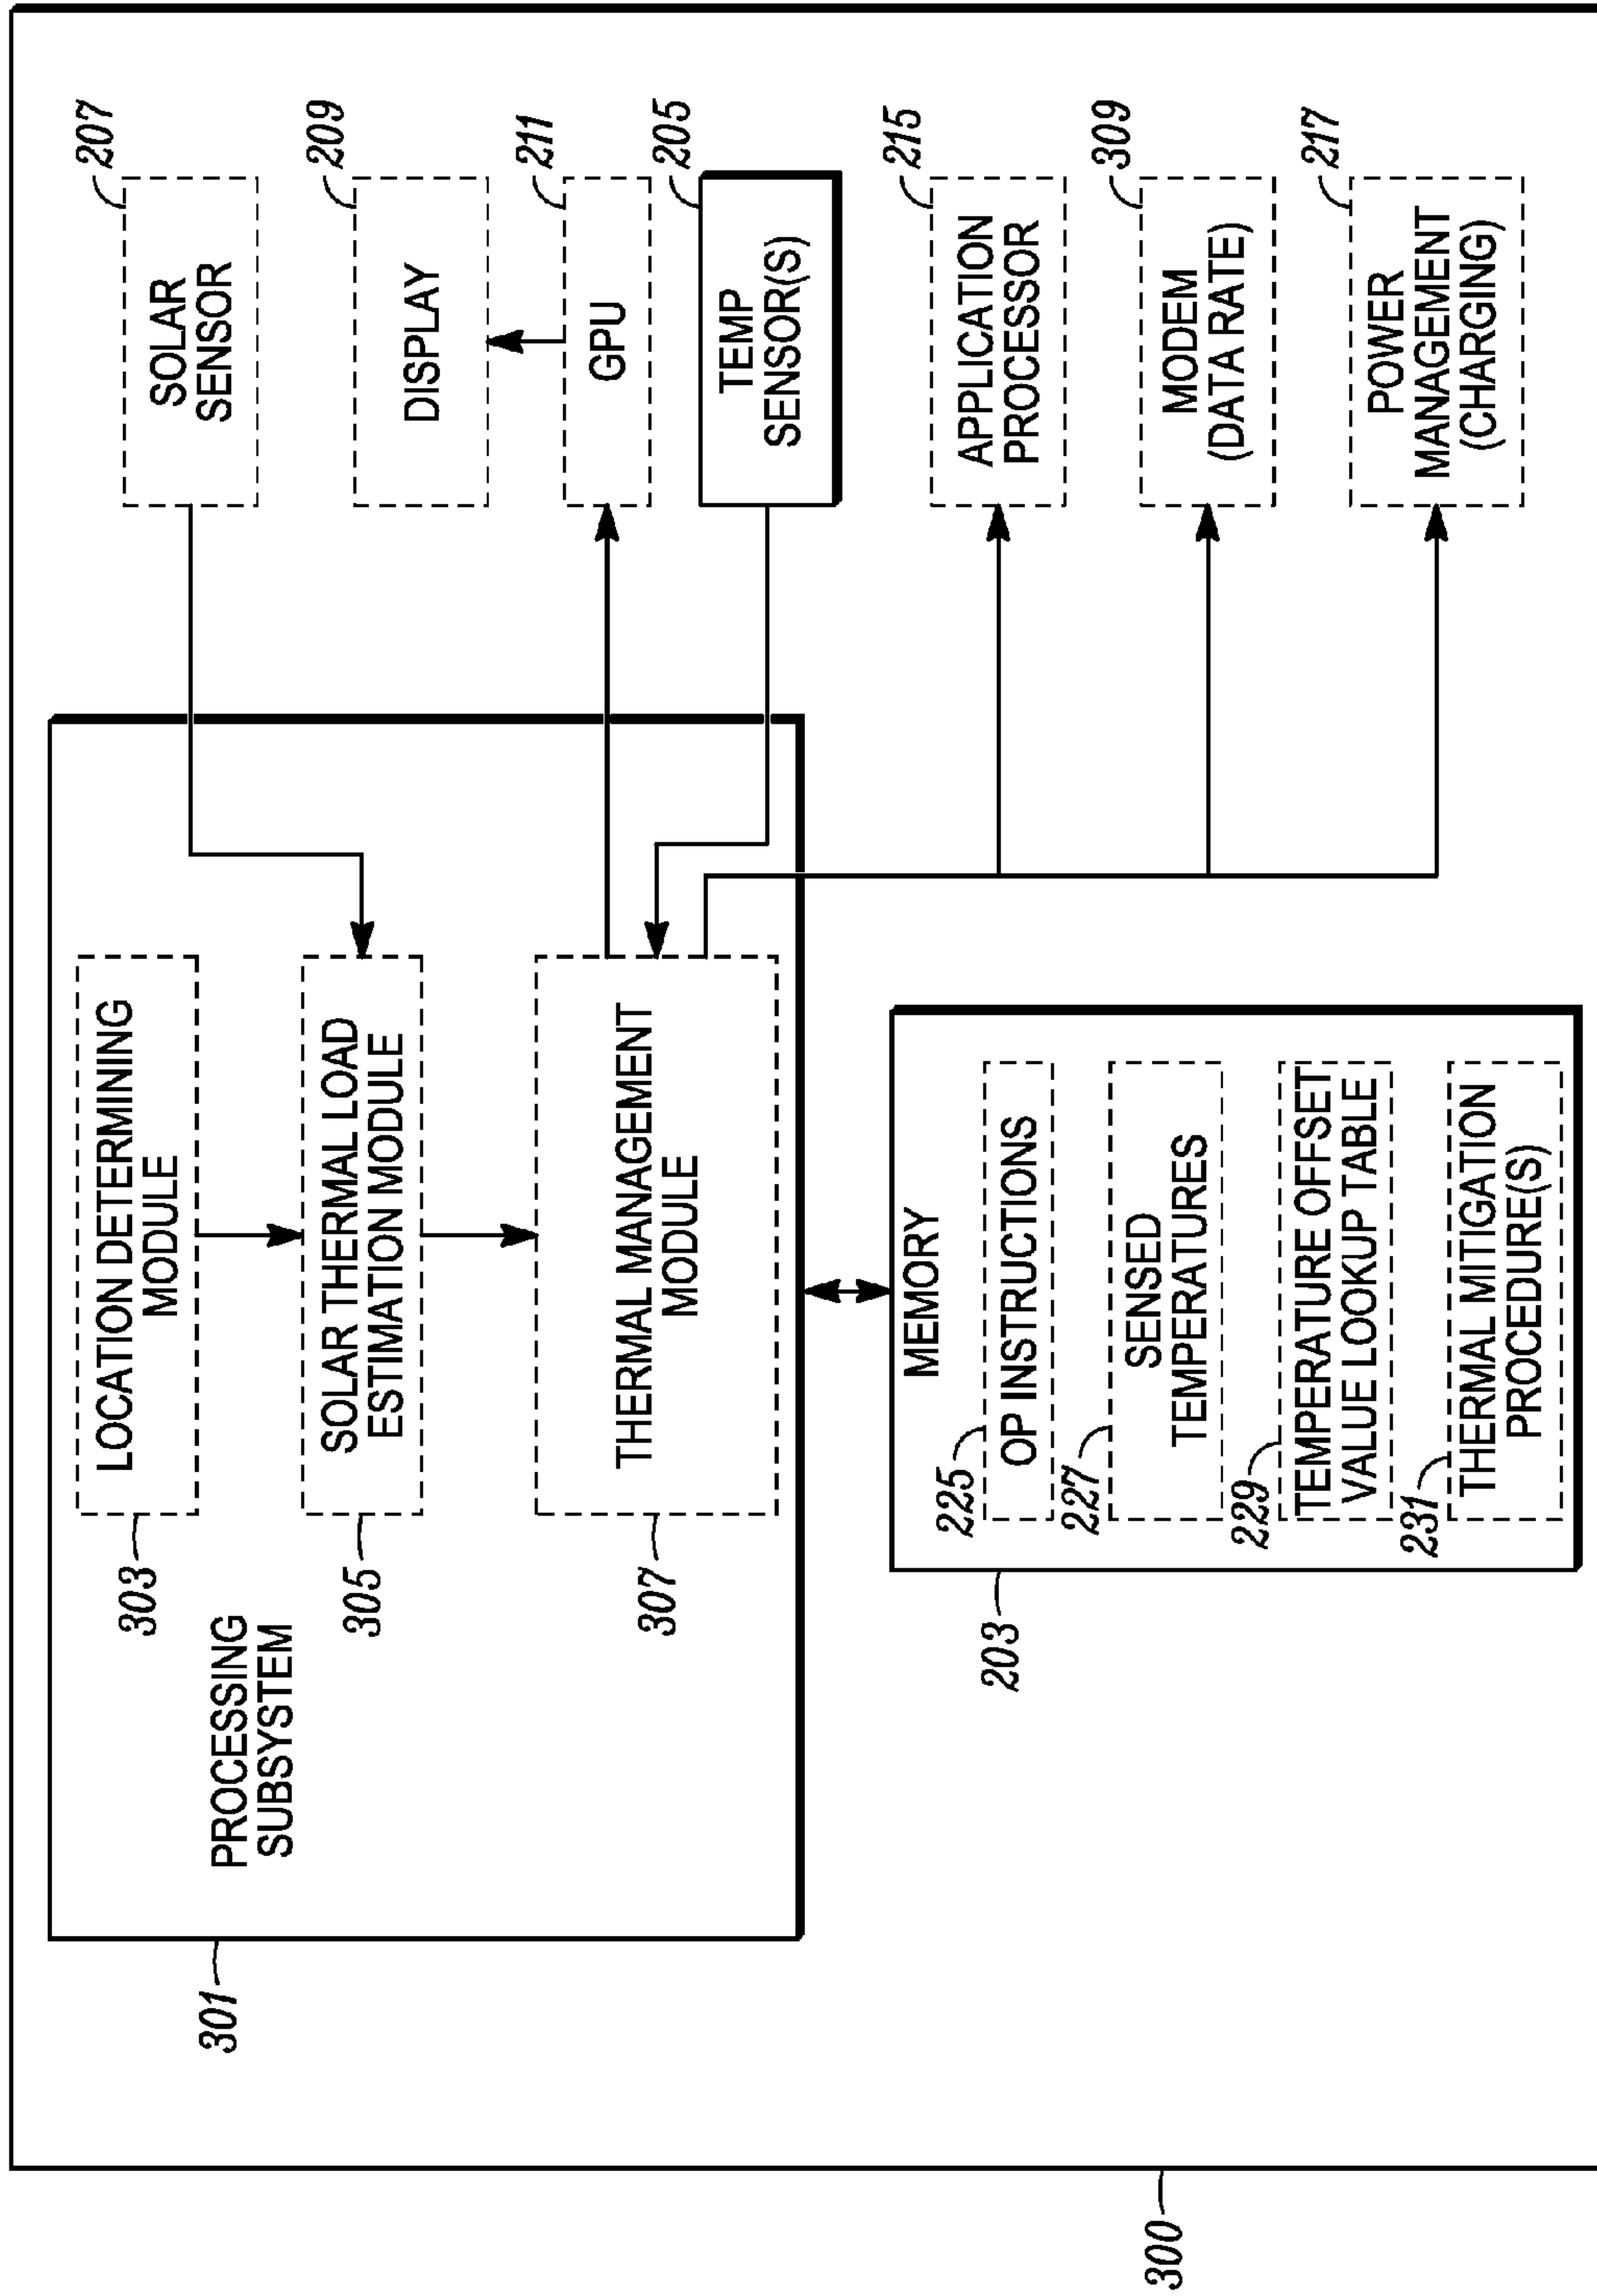 301
PROCESSING
SUBSYSTEM
303
LOCATION DETERMINING
MODULE
305
SOLAR THERMAL LOAD
ESTIMATION MODULE
307
THERMAL MANAGEMENT
MODULE
207
SOLAR
SENSOR
209
DISPLAY
211
GPU
205
TEMP
SENSOR(S)
215
APPLICATION
PROCESSOR
309
MODEM
(DATA RATE)
217
POWER
MANAGEMENT
(CHARGING)
203
MEMORY
225
OP INSTRUCTIONS
227
SENSED
TEMPERATURES
229
TEMPERATURE OFFSET
VALUE LOOKUP TABLE
231
THERMAL MITIGATION
PROCEDURE(S)
300